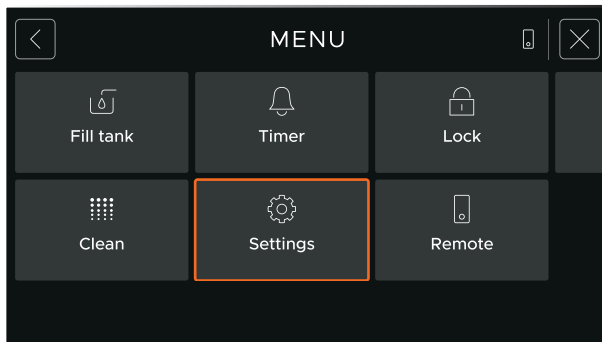 MENU
Fill tank
Timer
Lock
Clean
Settings
Remote